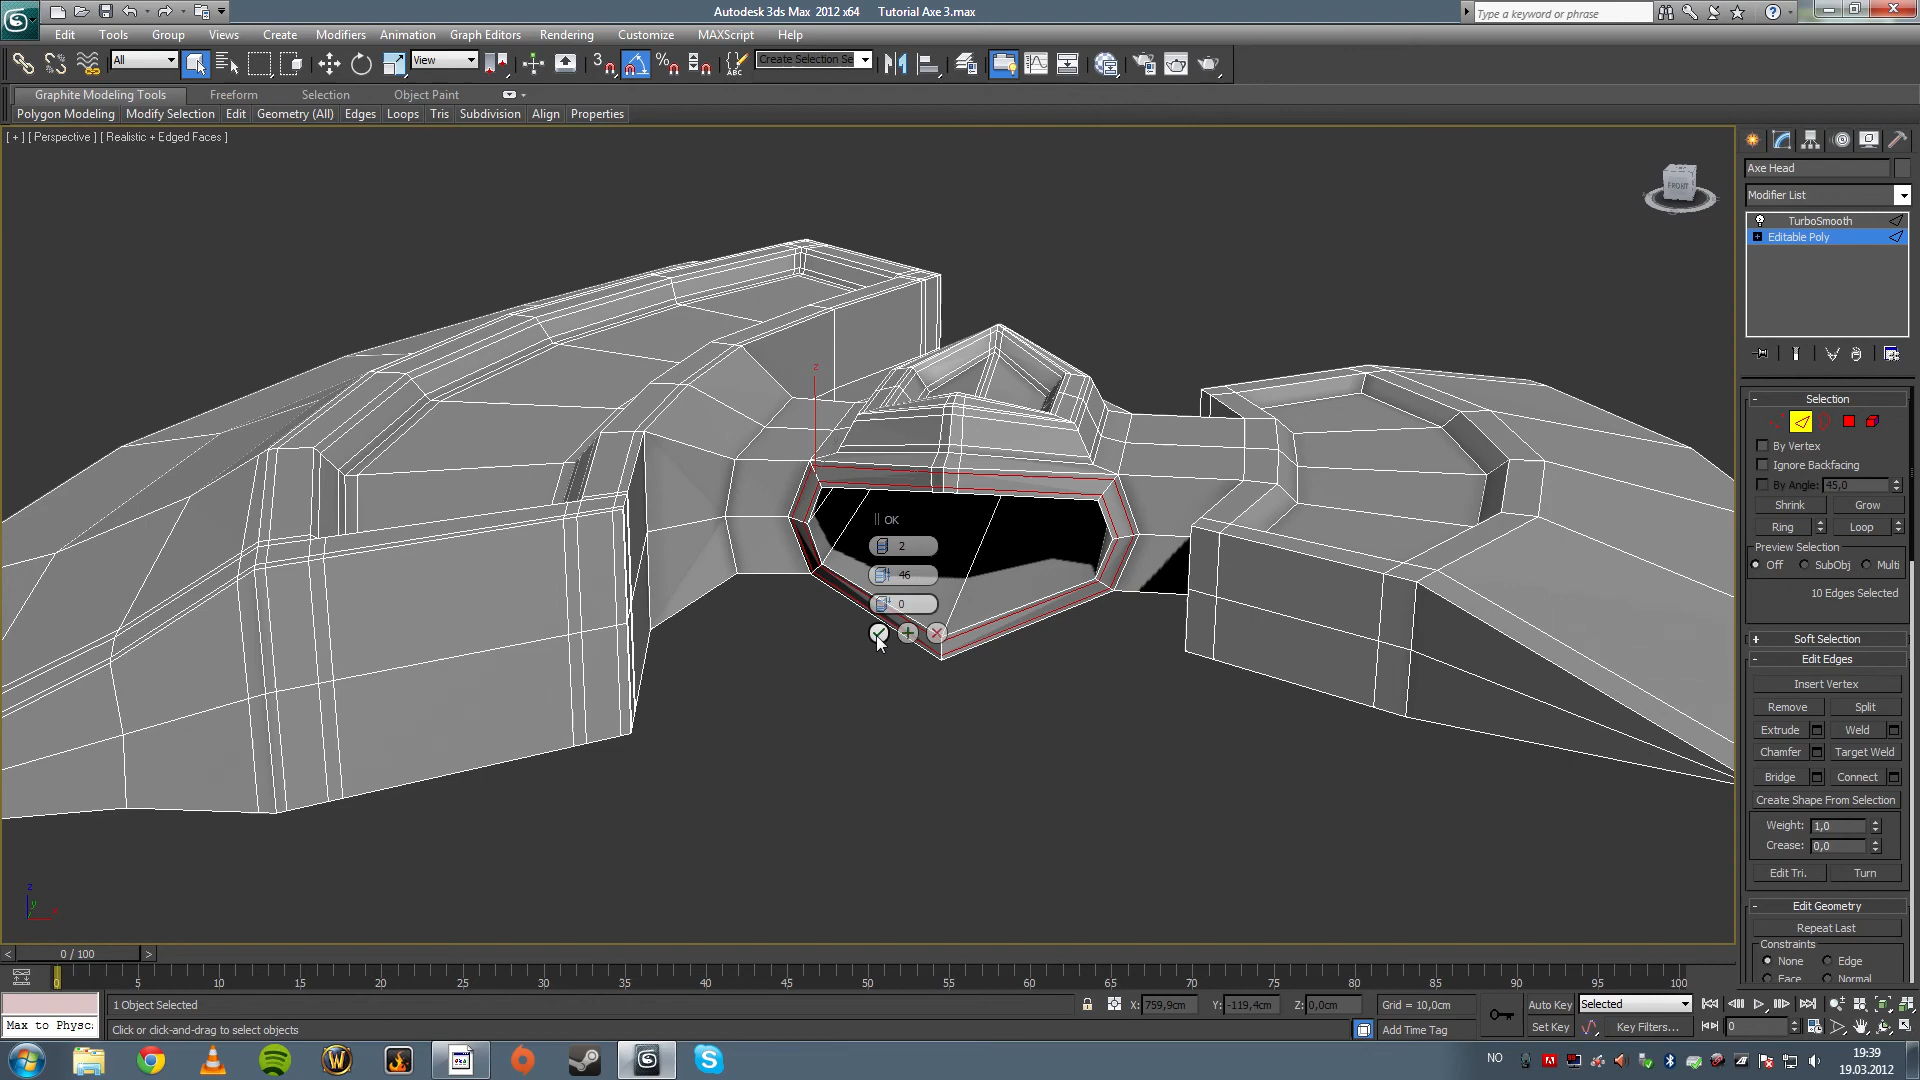 Autodesk 3ds Max 2012 x64    Tutorial Axe 3.max
Type a keyword or phrase
Edit Tools Group Views Create Modifiers Animation Graph Editors Rendering Customize MAXScript Help
All View 3 Create Selection Se
Graphite Modeling Tools Freeform Selection Object Paint
Polygon Modeling Modify Selection Edit Geometry (All) Edges Loops Tris Subdivision Align Properties
[ + ] [ Perspective ] [ Realistic + Edged Faces ]
FRONT
z
OK
2
46
0
z
y
Axe Head
Modifier List
TurboSmooth
Editable Poly
- Selection
By Vertex
Ignore Backfacing
By Angle: 45,0
Shrink Grow
Ring Loop
Preview Selection
Off SubObj Multi
10 Edges Selected
+ Soft Selection
- Edit Edges
Insert Vertex
Remove Split
Extrude Weld
Chamfer Target Weld
Bridge Connect
Create Shape From Selection
Weight: 1,0
Crease: 0,0
Edit Tri. Turn
- Edit Geometry
Repeat Last
Constraints
None Edge
Face Normal
< 0 / 100 >
0 5 10 15 20 25 30 35 40 45 50 55 60 65 70 75 80 85 90 95 100
1 Object Selected X: 759,9cm Y: -119,4cm Z: 0,0cm Grid = 10,0cm Auto Key Selected
Max to Physc: Click or click-and-drag to select objects Add Time Tag Set Key Key Filters... 0
NO 19:39
19.03.2012